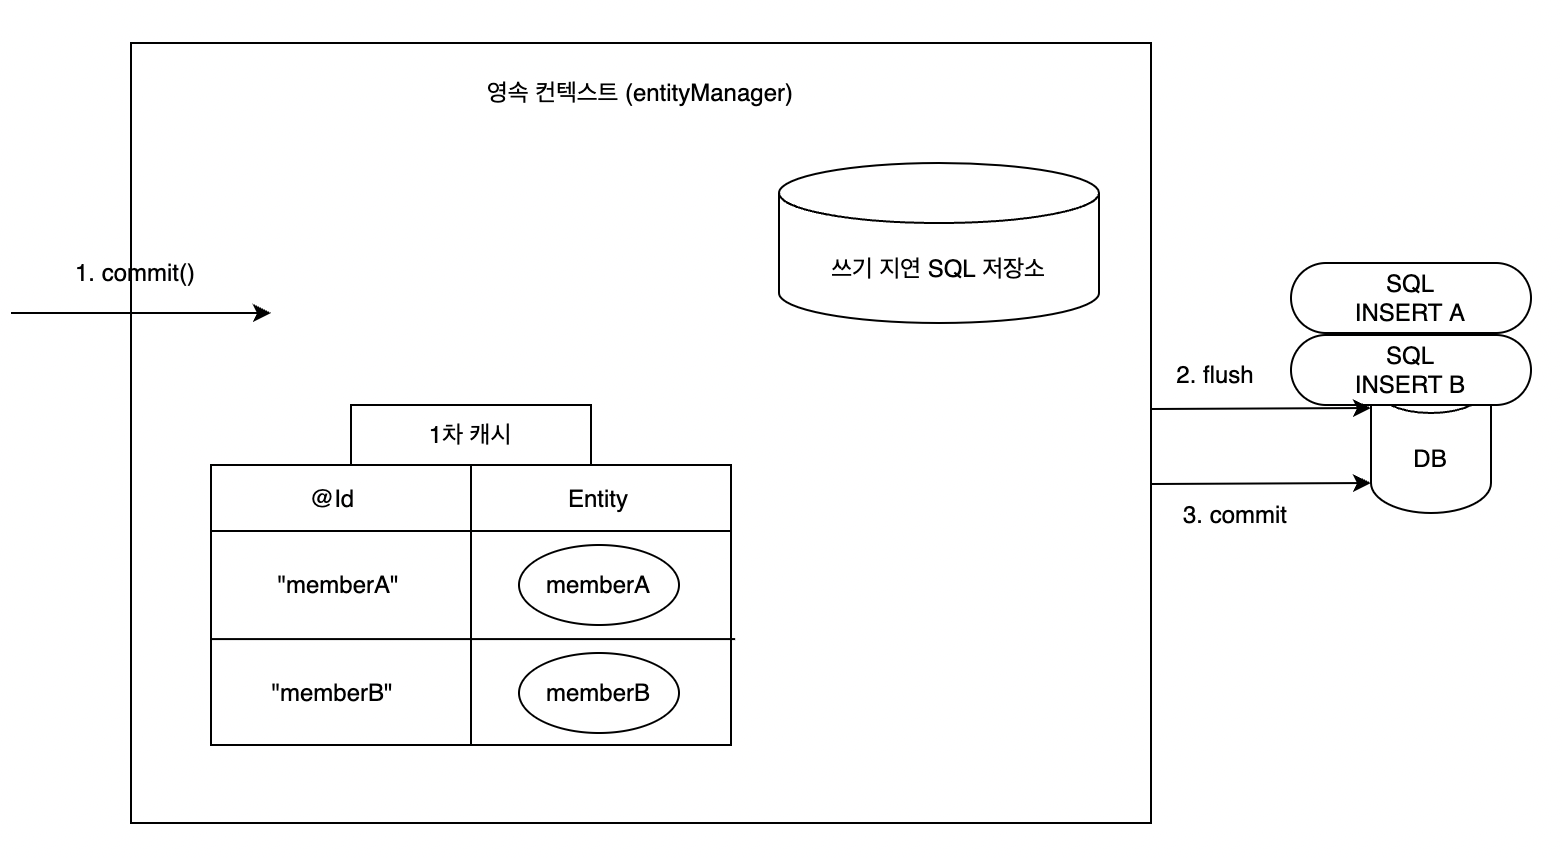 영속 컨텍스트 (entityManager)
쓰기 지연 SQL 저장소
1. commit()
SQL
INSERT A
SQL
INSERT B
2. flush
DB
3. commit
1차 캐시
@Id
Entity
"memberA"
memberA
"memberB"
memberB